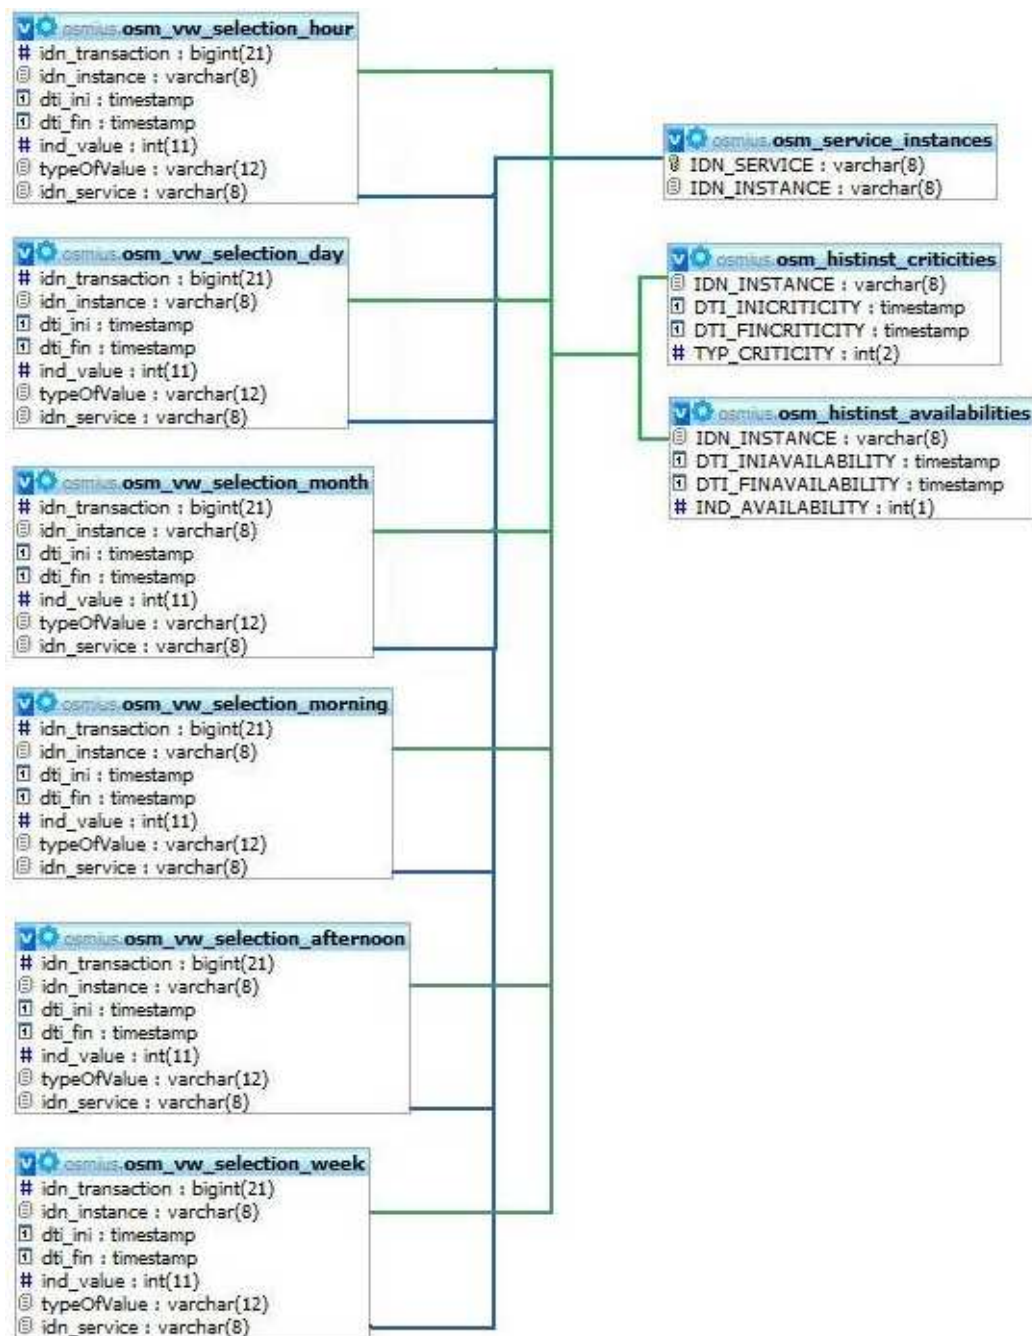 osmius.osm_vw_selection_hour
# idn_transaction : bigint(21)
idn_instance : varchar(8)
dti_ini : timestamp
dti_fin : timestamp
# ind_value : int(11)
typeOfValue : varchar(12)
idn_service : varchar(8)
osmius.osm_vw_selection_day
# idn_transaction : bigint(21)
idn_instance : varchar(8)
dti_ini : timestamp
dti_fin : timestamp
# ind_value : int(11)
typeOfValue : varchar(12)
idn_service : varchar(8)
osmius.osm_vw_selection_month
# idn_transaction : bigint(21)
idn_instance : varchar(8)
dti_ini : timestamp
dti_fin : timestamp
# ind_value : int(11)
typeOfValue : varchar(12)
idn_service : varchar(8)
osmius.osm_vw_selection_morning
# idn_transaction : bigint(21)
idn_instance : varchar(8)
dti_ini : timestamp
dti_fin : timestamp
# ind_value : int(11)
typeOfValue : varchar(12)
idn_service : varchar(8)
osmius.osm_vw_selection_afternoon
# idn_transaction : bigint(21)
idn_instance : varchar(8)
dti_ini : timestamp
dti_fin : timestamp
# ind_value : int(11)
typeOfValue : varchar(12)
idn_service : varchar(8)
osmius.osm_vw_selection_week
# idn_transaction : bigint(21)
idn_instance : varchar(8)
dti_ini : timestamp
dti_fin : timestamp
# ind_value : int(11)
typeOfValue : varchar(12)
idn_service : varchar(8)
osmius.osm_service_instances
IDN_SERVICE : varchar(8)
IDN_INSTANCE : varchar(8)
osmius.osm_histinst_criticities
IDN_INSTANCE : varchar(8)
DTI_INICRITICITY : timestamp
DTI_FINCRITICITY : timestamp
# TYP_CRITICITY : int(2)
osmius.osm_histinst_availabilities
IDN_INSTANCE : varchar(8)
DTI_INIAVAILABILITY : timestamp
DTI_FINAVAILABILITY : timestamp
# IND_AVAILABILITY : int(1)